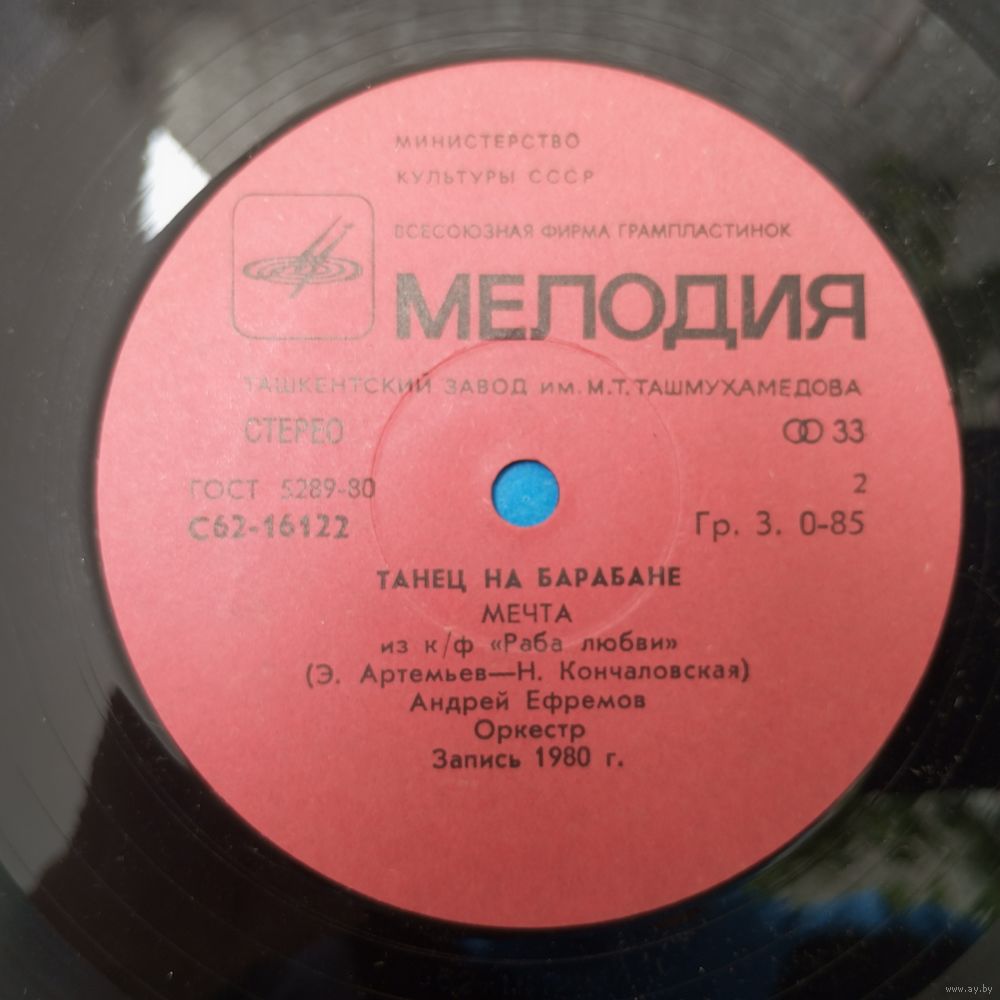 МИНИСТЕРСТВО
КУЛЬТУРЫ СССР
ВСЕСОЮЗНАЯ ФИРМА ГРАМПЛАСТИНОК
МЕЛОДИЯ
ТАШКЕНТСКИЙ ЗАВОД ИМ. М.Т.ТАШМУХАМЕДОВА
СТЕРЕО 33
ГОСТ 5289-80 2
С62-16122 Гр. 3. 0-85
ТАНЕЦ НА БАРАБАНЕ
МЕЧТА
из к/ф «Раба любви»
(Э. Артемьев—Н. Кончаловская)
Андрей Ефремов
Оркестр
Запись 1980 г.
www.ay.by